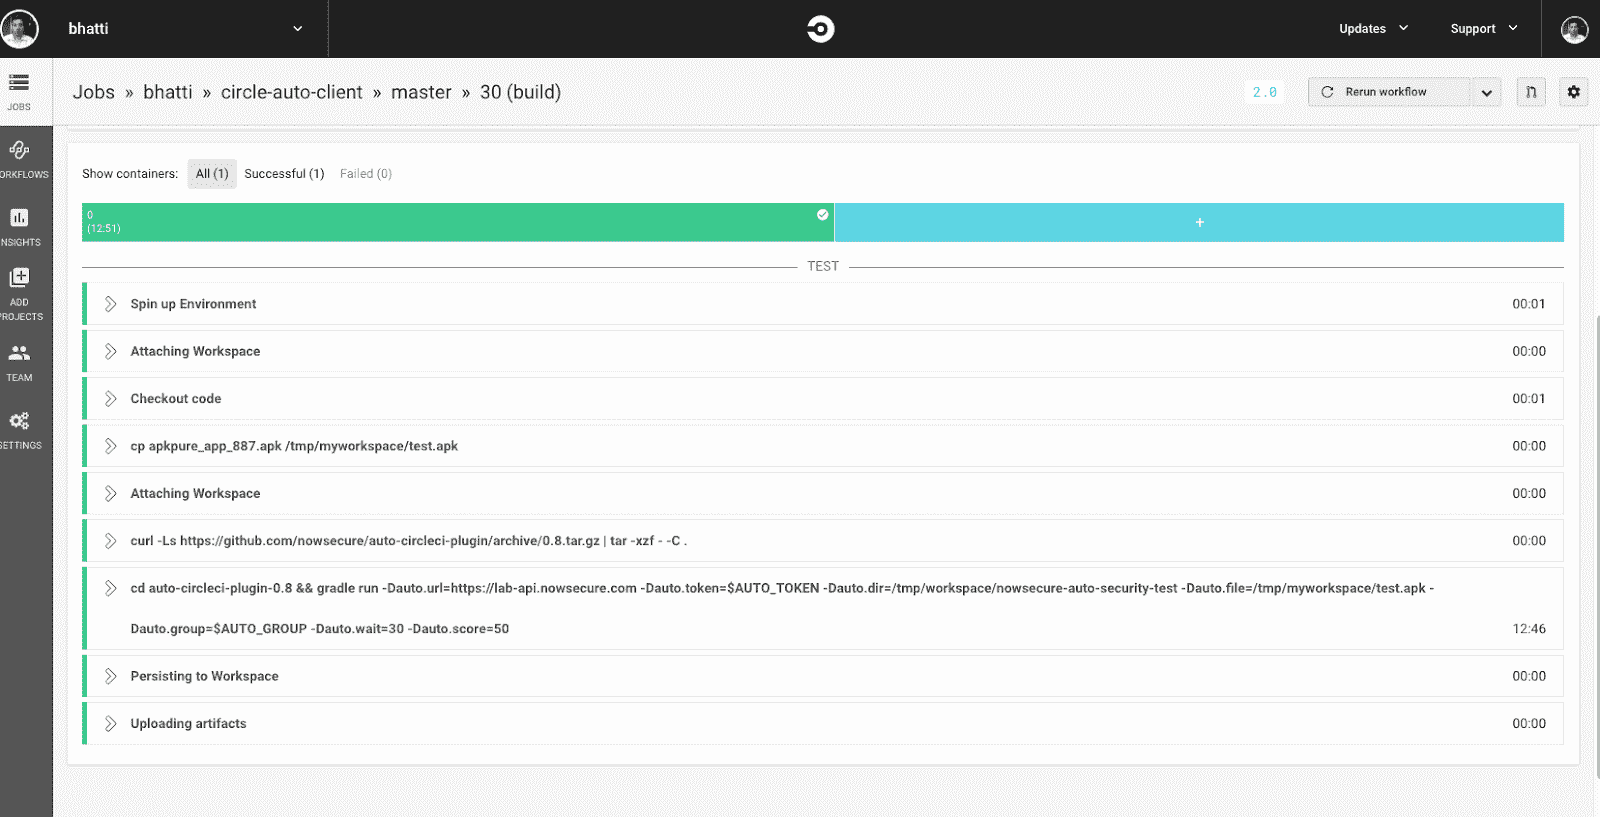 bhatti
Updates
Support
JOBS
Jobs » bhatti » circle-auto-client » master » 30 (build)
2.0
Rerun workflow
ORKFLOWS
NSIGHTS
ADD
PROJECTS
TEAM
SETTINGS
Show containers: All (1) Successful (1) Failed (0)
0
(12:51)
+
TEST
Spin up Environment 00:01
Attaching Workspace 00:00
Checkout code 00:01
cp apkpure_app_887.apk /tmp/myworkspace/test.apk 00:00
Attaching Workspace 00:00
curl -Ls https://github.com/nowsecure/auto-circleci-plugin/archive/0.8.tar.gz | tar -xzf - -C . 00:00
cd auto-circleci-plugin-0.8 && gradle run -Dauto.url=https://lab-api.nowsecure.com -Dauto.token=$AUTO_TOKEN -Dauto.dir=/tmp/workspace/nowsecure-auto-security-test -Dauto.file=/tmp/myworkspace/test.apk -
Dauto.group=$AUTO_GROUP -Dauto.wait=30 -Dauto.score=50 12:46
Persisting to Workspace 00:00
Uploading artifacts 00:00